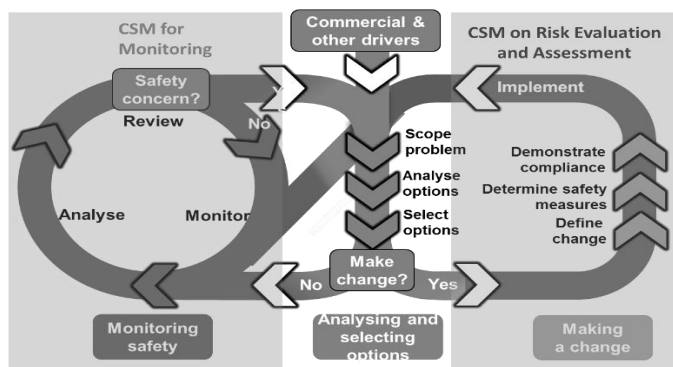 CSM for
Monitoring
Commercial &
other drivers
CSM on Risk Evaluation
and Assessment
Safety
concern?
Y
Implement
Review
No
Scope
problem
Demonstrate
compliance
Analyse
options
Determine safety
measures
Analyse
Monitor
Select
options
Define
change
Make
change?
No
Yes
Monitoring
safety
Analysing and
selecting
options
Making
a change